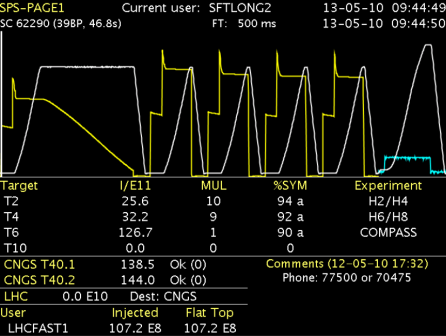 SPS-PAGE1 Current user: SFTLONG2 13-05-10 09:44:49
SC 62290 (39BP, 46.8s) FT: 500 ms 13-05-10 09:44:50
Target I/E11 MUL %SYM Experiment
T2 25.6 10 94 a H2/H4
T4 32.2 9 92 a H6/H8
T6 126.7 1 90 a COMPASS
T10 0.0 0 0
CNGS T40.1 138.5 Ok (0) Comments (12-05-10 17:32)
CNGS T40.2 144.0 Ok (0) Phone: 77500 or 70475
LHC 0.0 E10 Dest: CNGS
User Injected Flat Top
LHCFAST1 107.2 E8 107.2 E8